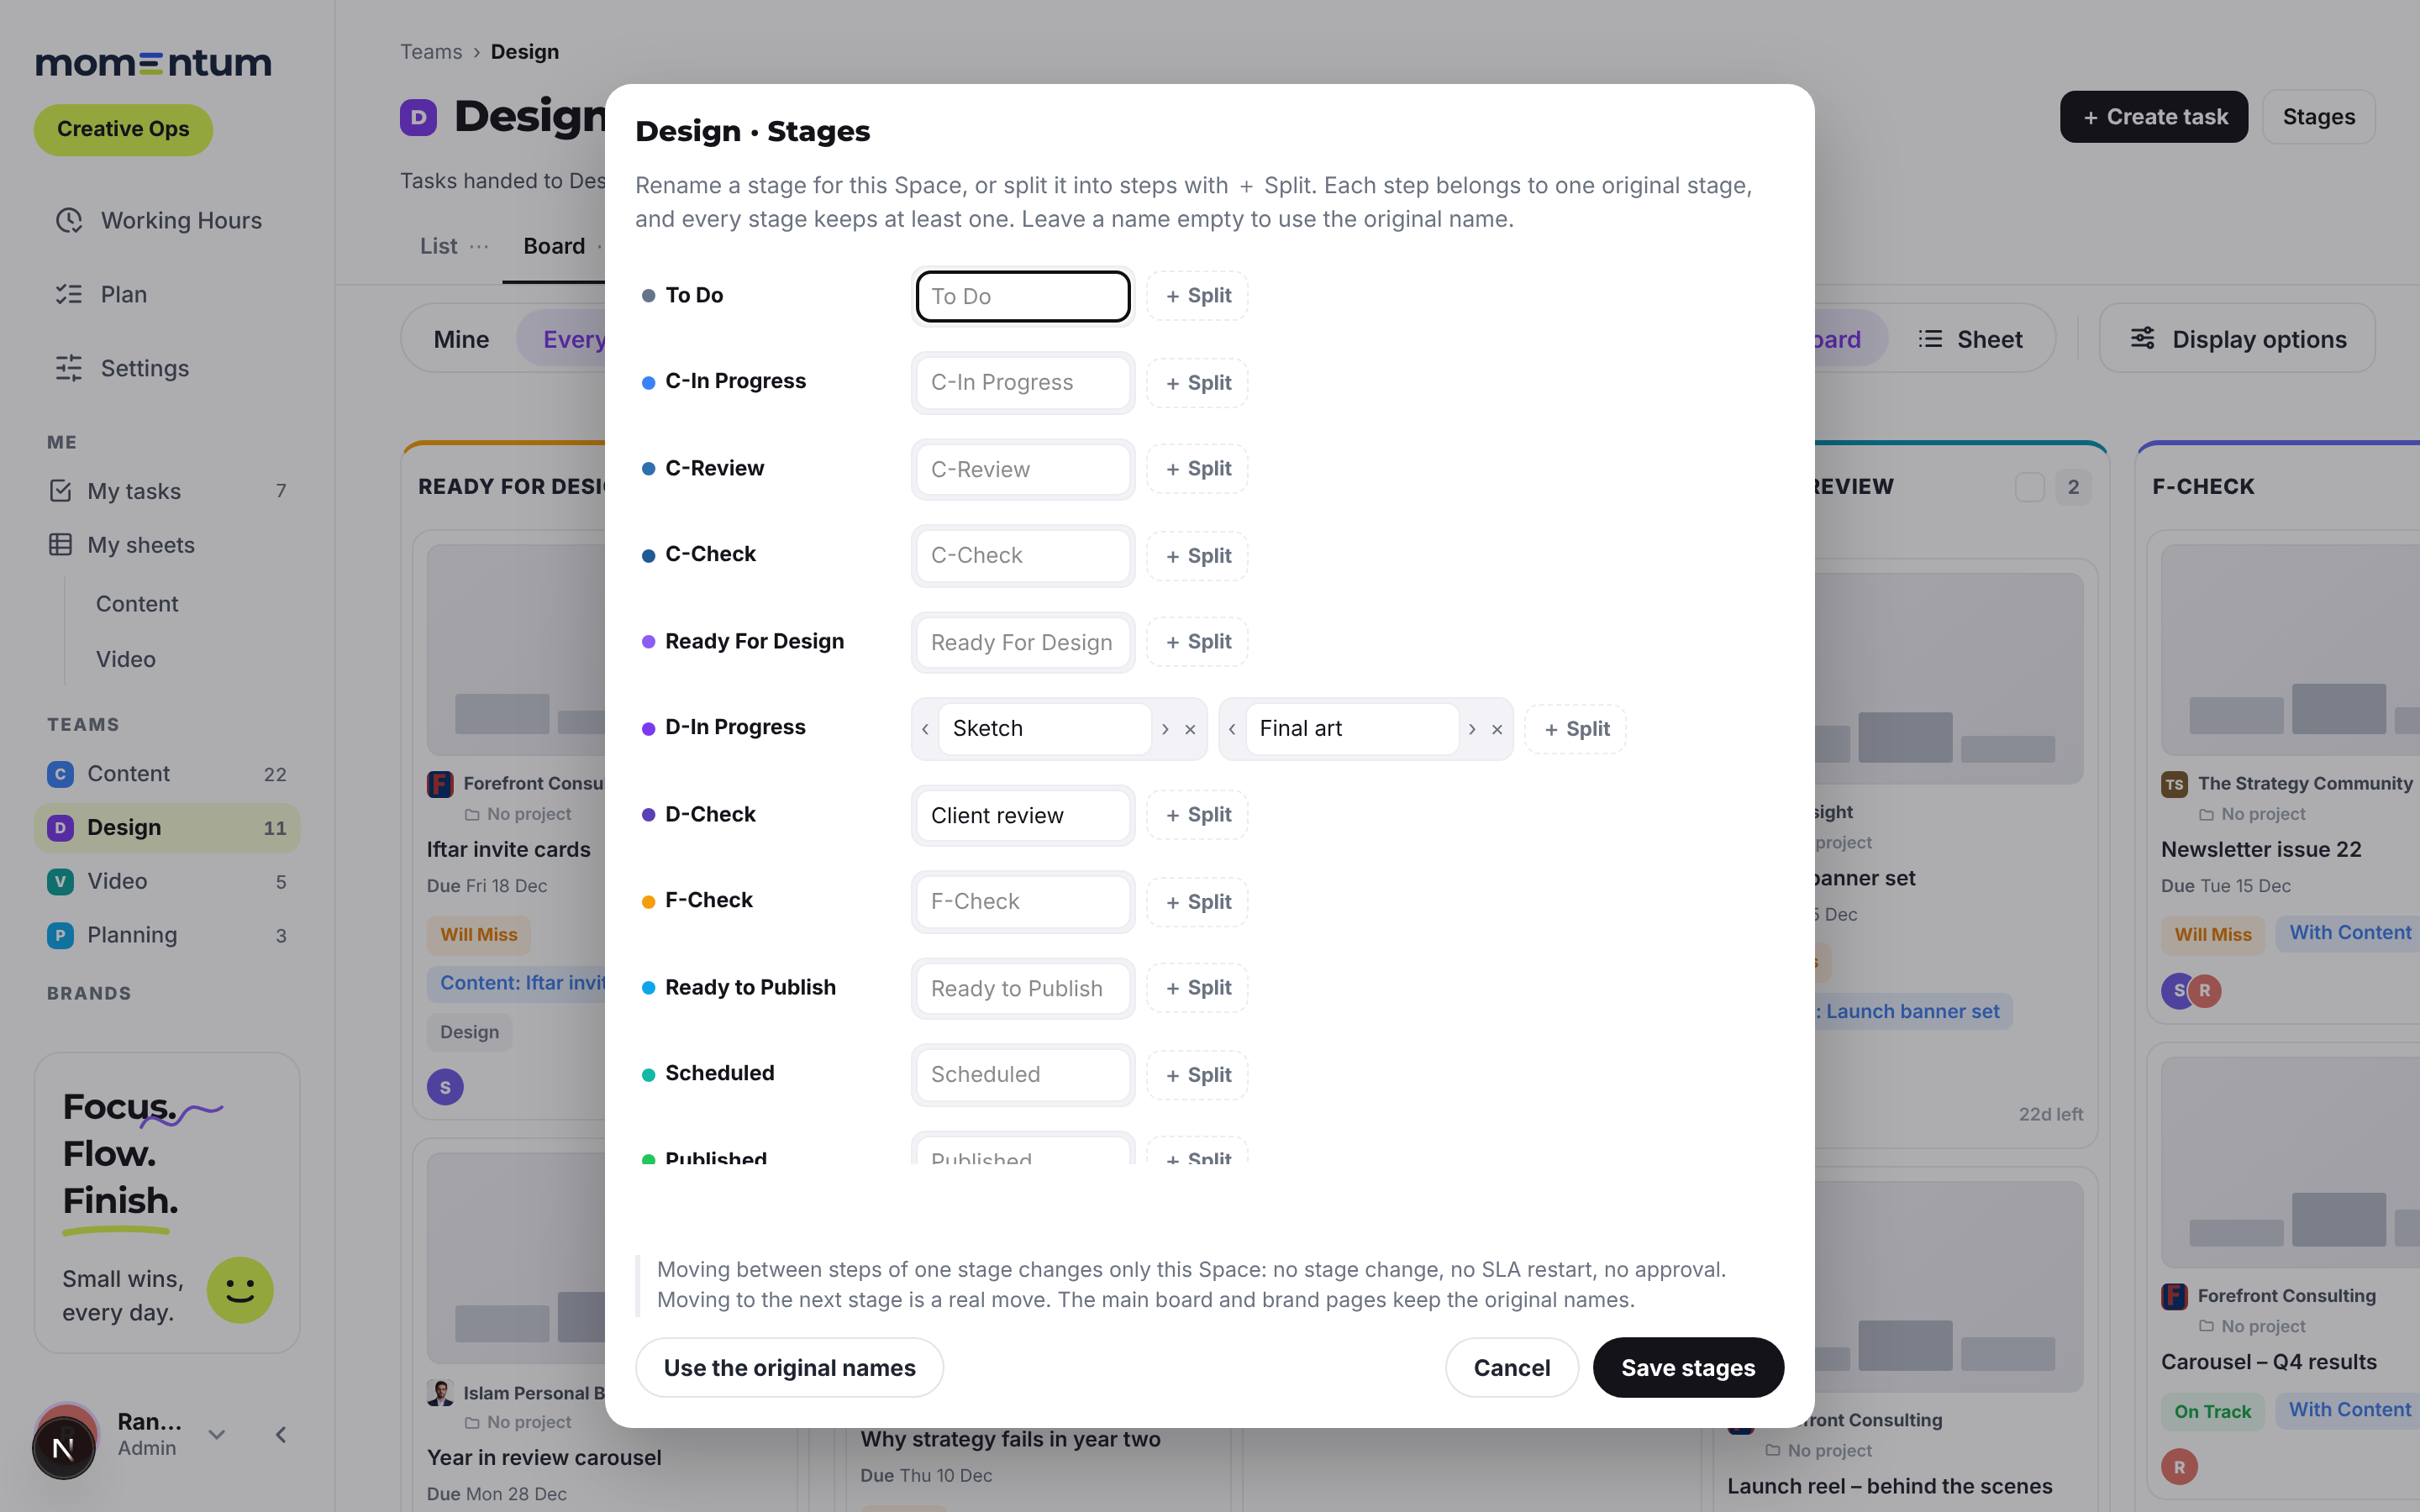 momentum
Creative Ops
Working Hours
Plan
Settings
ME
My tasks 7
My sheets
Content
Video
TEAMS
C Content 22
D Design 11
V Video 5
P Planning 3
BRANDS
Focus.
Flow.
Finish.
Small wins,
every day.
Ran...
Admin
N
Teams › Design
D Design
Tasks handed to Des
List ···
Board
Mine
Every
+ Create task
Stages
oard
Sheet
Display options
READY FOR DESI
Forefront Consu
No project
Iftar invite cards
Due Fri 18 Dec
Will Miss
Content: Iftar invit
Design
S
Islam Personal B
No project
Year in review carousel
Due Mon 28 Dec
Why strategy fails in year two
Due Thu 10 Dec
Design · Stages
Rename a stage for this Space, or split it into steps with + Split. Each step belongs to one original stage,
and every stage keeps at least one. Leave a name empty to use the original name.
To Do To Do + Split
C-In Progress C-In Progress + Split
C-Review C-Review + Split
C-Check C-Check + Split
Ready For Design Ready For Design + Split
D-In Progress ‹ Sketch › × ‹ Final art › × + Split
D-Check Client review + Split
F-Check F-Check + Split
Ready to Publish Ready to Publish + Split
Scheduled Scheduled + Split
Published Published + Split
Moving between steps of one stage changes only this Space: no stage change, no SLA restart, no approval.
Moving to the next stage is a real move. The main board and brand pages keep the original names.
Use the original names
Cancel
Save stages
REVIEW 2
sight
project
banner set
5 Dec
s
: Launch banner set
22d left
front Consulting
No project
Launch reel – behind the scenes
F-CHECK
TS The Strategy Community
No project
Newsletter issue 22
Due Tue 15 Dec
Will Miss With Content
S R
Forefront Consulting
No project
Carousel – Q4 results
On Track With Content
R